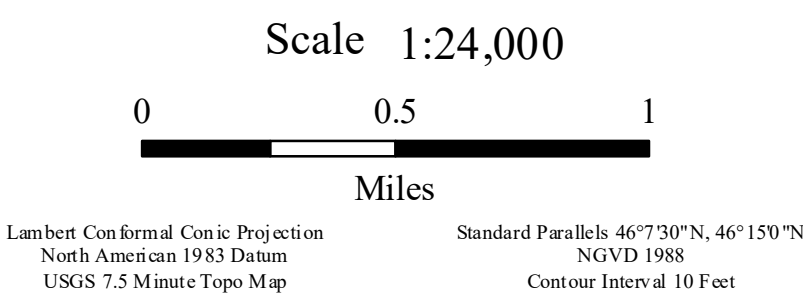 Scale 1:24,000
0 0.5 1
Miles
Lambert Conformal Conic Projection
North American 1983 Datum
USGS 7.5 Minute Topo Map
Standard Parallels 46°7'30"N, 46°15'0"N
NGVD 1988
Contour Interval 10 Feet